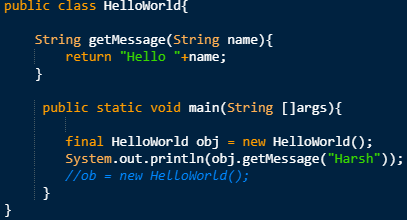 public class HelloWorld{
String getMessage(String name){
return "Hello "+name;
}
public static void main(String []args){
final HelloWorld obj = new HelloWorld();
System.out.println(obj.getMessage("Harsh"));
//ob = new HelloWorld();
}
}